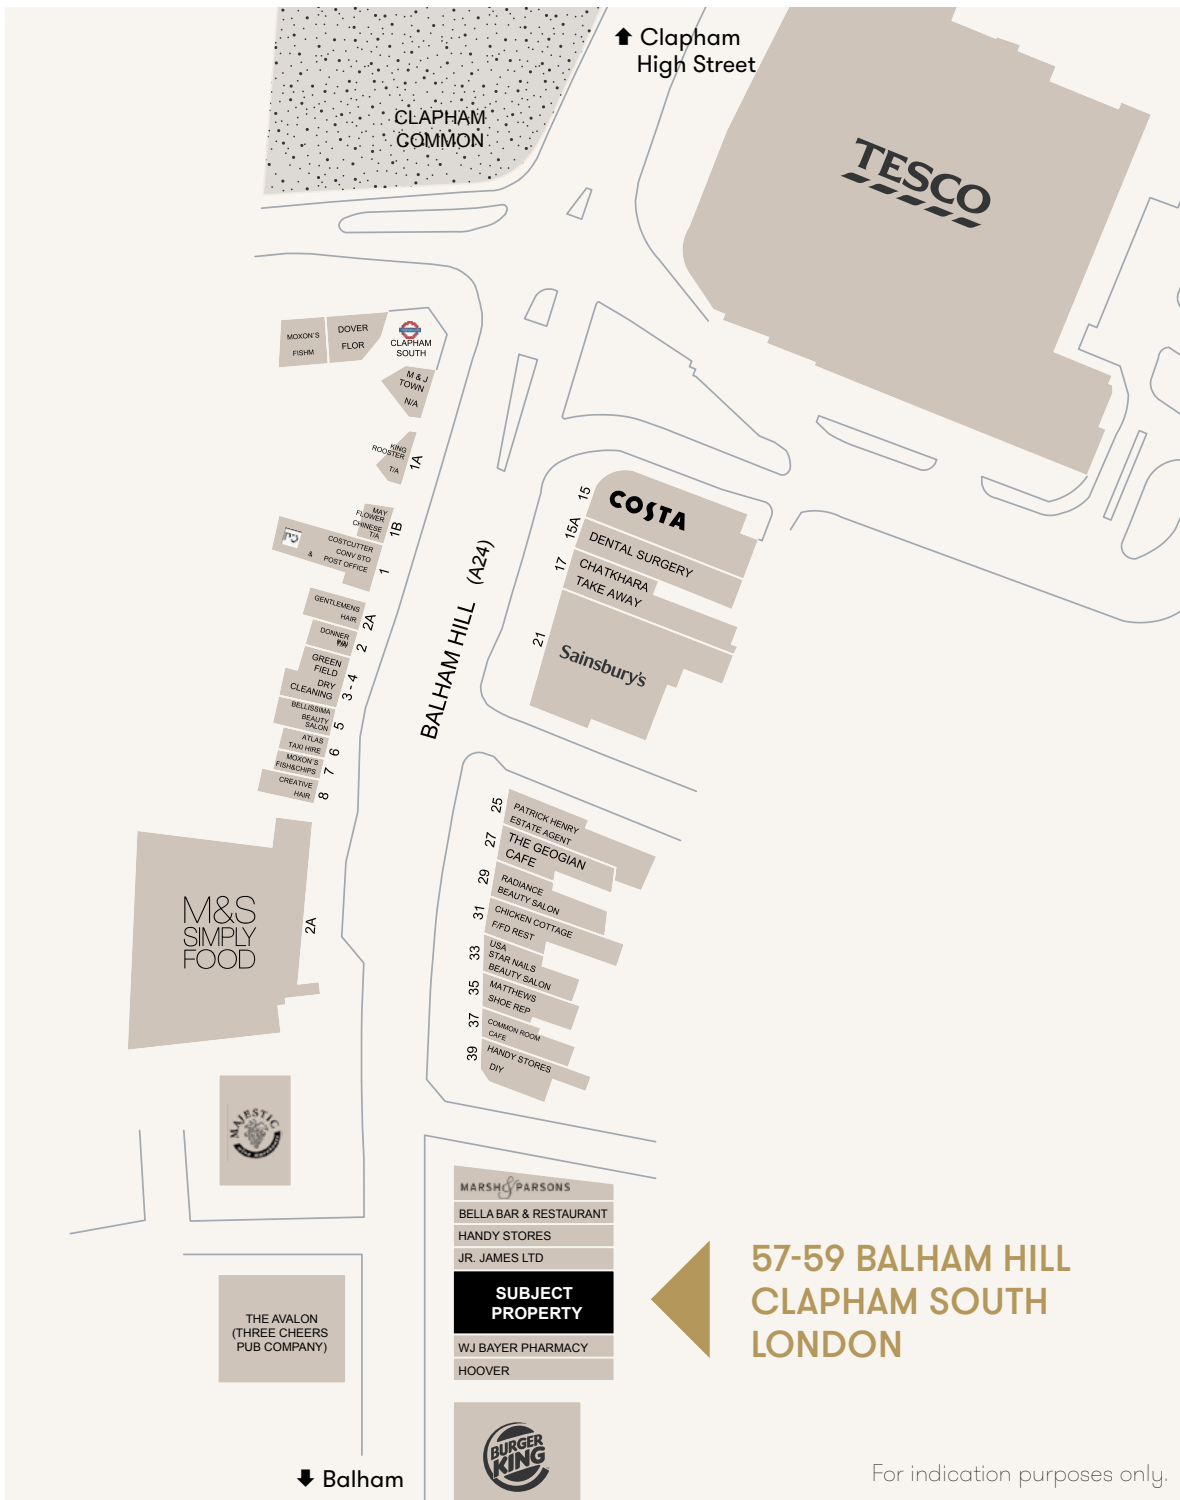 Clapham
High Street
CLAPHAM
COMMON
TESCO
MOXON'S
FISHM
DOVER
FLOR
CLAPHAM
SOUTH
M & J
TOWN
N/A
KING
ROOSTER
T/A
1A
MAY
FLOWER
CHINESE
T/A
1B
COSTCUTTER
CONV STO
& POST OFFICE
1
GENTLEMENS
HAIR
2A
DONNER
2
GREEN
FIELD
DRY
CLEANING
3 - 4
BELLISSIMA
BEAUTY
SALON
5
ATLAS
TAXI HIRE
6
MOXON'S
FISH&CHIPS
7
CREATIVE
HAIR
8
BALHAM HILL (A24)
15
COSTA
15A
DENTAL SURGERY
17
CHATKHARA
TAKE AWAY
21
Sainsbury's
25
PATRICK HENRY
ESTATE AGENT
27
THE GEOGIAN
CAFE
29
RADIANCE
BEAUTY SALON
31
CHICKEN COTTAGE
F/FD REST
33
USA
STAR NAILS
BEAUTY SALON
35
MATTHEWS
SHOE REP
37
COMMON ROOM
CAFE
39
HANDY STORES
DIY
M&S
SIMPLY
FOOD
2A
MAJESTIC
MARSH & PARSONS
BELLA BAR & RESTAURANT
HANDY STORES
JR. JAMES LTD
SUBJECT
PROPERTY
WJ BAYER PHARMACY
HOOVER
BURGER
KING
THE AVALON
(THREE CHEERS
PUB COMPANY)
57-59 BALHAM HILL
CLAPHAM SOUTH
LONDON
Balham
For indication purposes only.